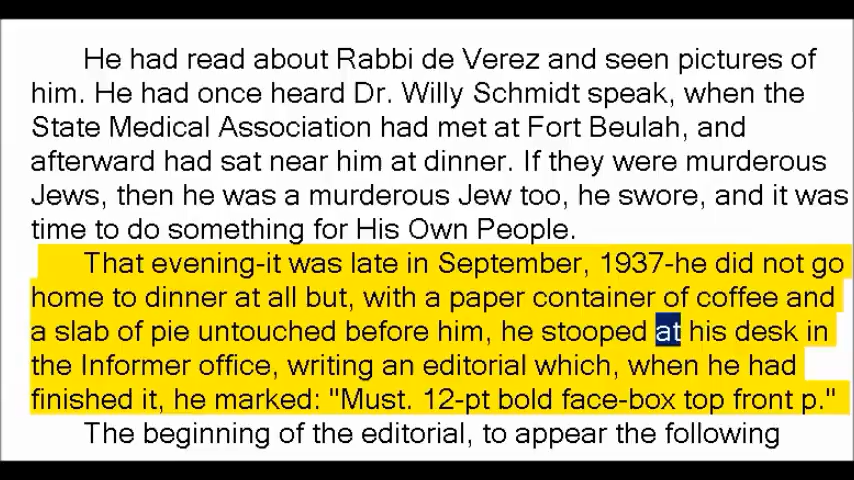 He had read about Rabbi de Verez and seen pictures of
him. He had once heard Dr. Willy Schmidt speak, when the
State Medical Association had met at Fort Beulah, and
afterward had sat near him at dinner. If they were murderous
Jews, then he was a murderous Jew too, he swore, and it was
time to do something for His Own People.
That evening-it was late in September, 1937-he did not go
home to dinner at all but, with a paper container of coffee and
a slab of pie untouched before him, he stooped at his desk in
the Informer office, writing an editorial which, when he had
finished it, he marked: "Must. 12-pt bold face-box top front p."
The beginning of the editorial, to appear the following